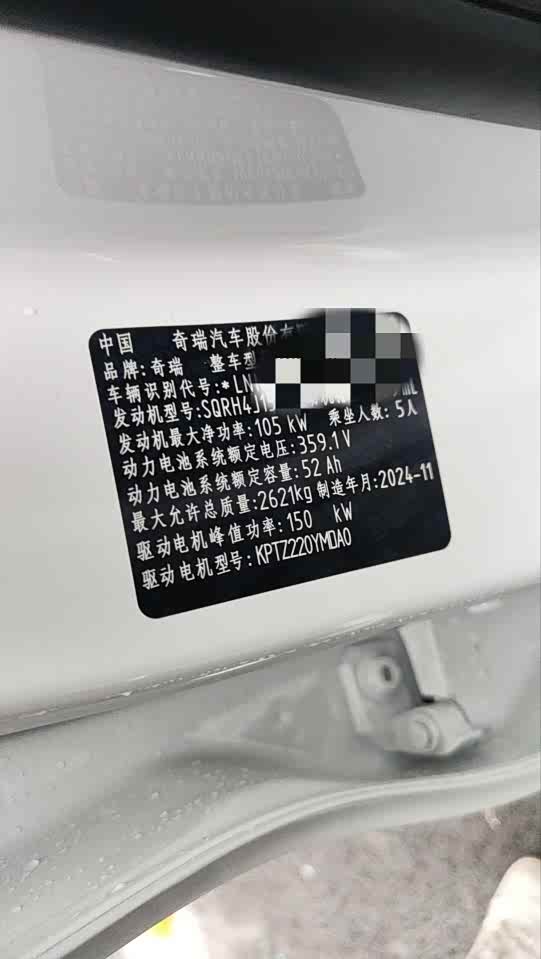 中国 奇瑞汽车股份有
品牌:奇瑞 整车型
车辆识别代号:*LN
发动机型号:SQRH4J1 mL
发动机最大净功率:105 kW 乘坐人数:5人
动力电池系统额定电压:359.1 V
动力电池系统额定容量:52 Ah
最大允许总质量:2621kg 制造年月:2024-11
驱动电机峰值功率:150 kW
驱动电机型号:KPTZ220YMDA0